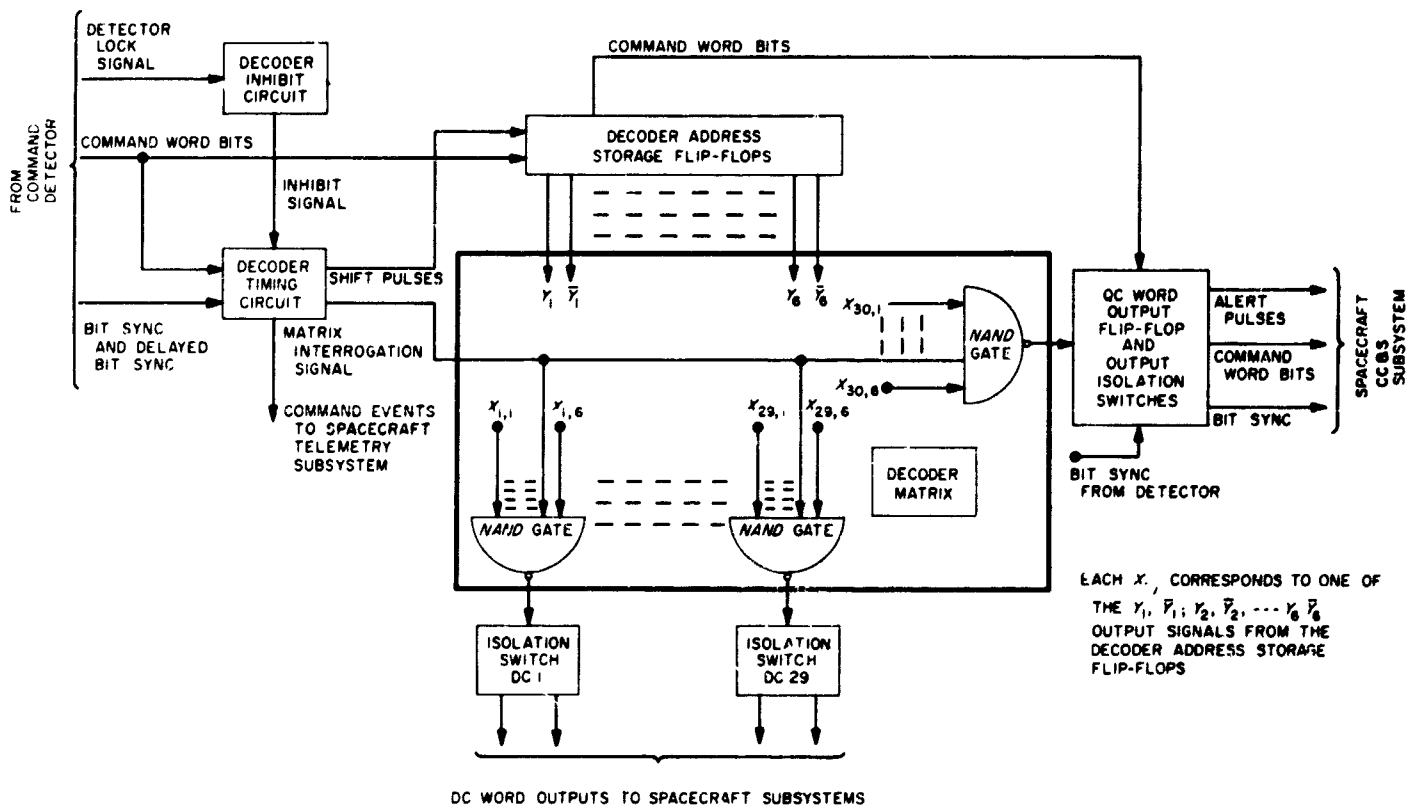 DETECTOR
LOCK
SIGNAL
DECODER
INHIBIT
CIRCUIT
COMMAND WORD BITS
FROM
COMMAND
DETECTOR
COMMAND WORD BITS
DECODER ADDRESS
STORAGE FLIP-FLOPS
INHIBIT
SIGNAL
DECODER
TIMING
CIRCUIT
SHIFT PULSES
BIT SYNC
AND DELAYED
BIT SYNC
MATRIX
INTERROGATION
SIGNAL
COMMAND EVENTS
TO SPACECRAFT
TELEMETRY
SUBSYSTEM
Y1 Y̅1 Y6 Y̅6
X30,1
NAND
GATE
X30,6
X1,1 X1,6 X29,1 X29,6
DECODER
MATRIX
NAND GATE
NAND GATE
QC WORD
OUTPUT
FLIP-FLOP
AND
OUTPUT
ISOLATION
SWITCHES
ALERT
PULSES
COMMAND
WORD BITS
BIT SYNC
SPACECRAFT
CC&S
SUBSYSTEM
BIT SYNC
FROM DETECTOR
ISOLATION
SWITCH
DC 1
ISOLATION
SWITCH
DC 29
EACH X, CORRESPONDS TO ONE OF
THE Y1, Y̅1; Y2, Y̅2, --- Y6 Y̅6
OUTPUT SIGNALS FROM THE
DECODER ADDRESS STORAGE
FLIP-FLOPS
DC WORD OUTPUTS TO SPACECRAFT SUBSYSTEMS